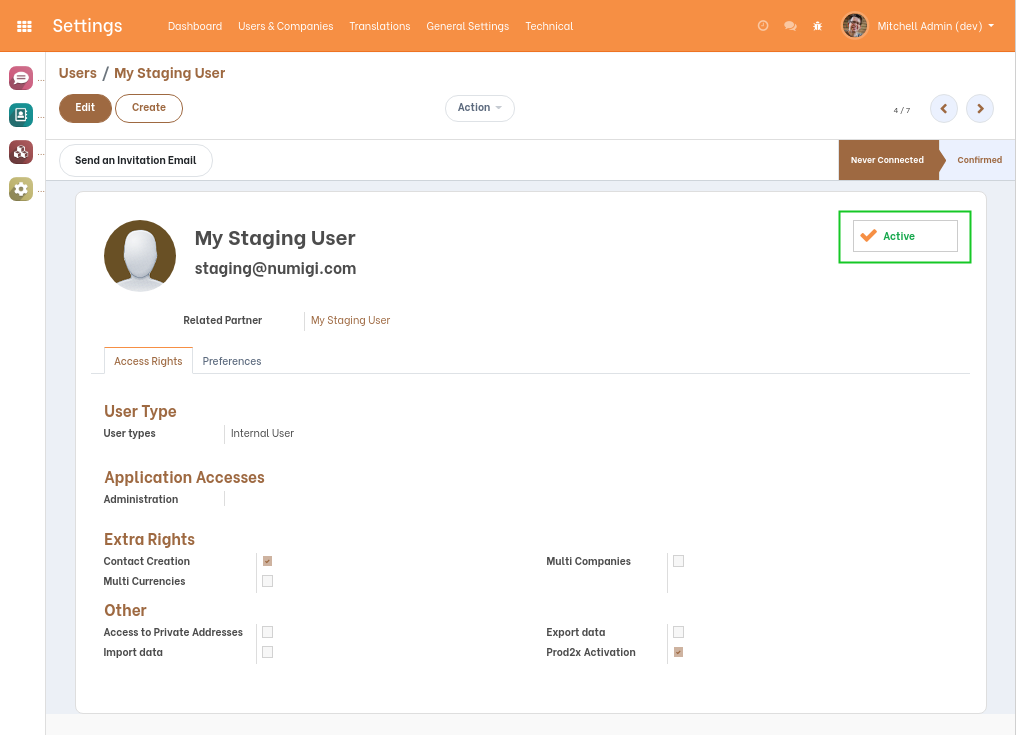 Settings Dashboard Users & Companies Translations General Settings Technical Mitchell Admin (dev)
Users / My Staging User
Edit Create Action 4 / 7
Send an Invitation Email Never Connected Confirmed
My Staging User Active
staging@numigi.com
Related Partner My Staging User
Access Rights Preferences
User Type
User types Internal User
Application Accesses
Administration
Extra Rights
Contact Creation Multi Companies
Multi Currencies
Other
Access to Private Addresses Export data
Import data Prod2x Activation